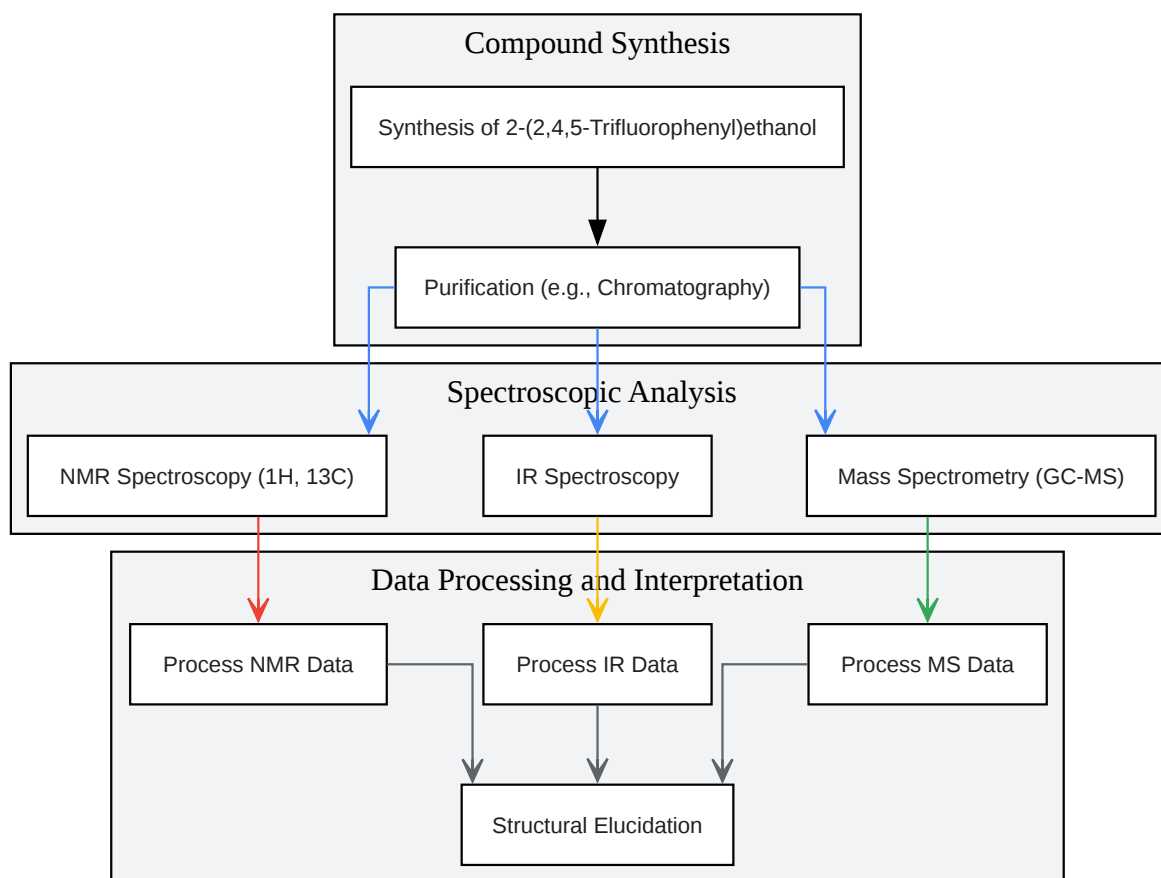 Compound Synthesis
Synthesis of 2-(2,4,5-Trifluorophenyl)ethanol
Purification (e.g., Chromatography)
Spectroscopic Analysis
NMR Spectroscopy (1H, 13C)
IR Spectroscopy
Mass Spectrometry (GC-MS)
Data Processing and Interpretation
Process NMR Data
Process IR Data
Process MS Data
Structural Elucidation